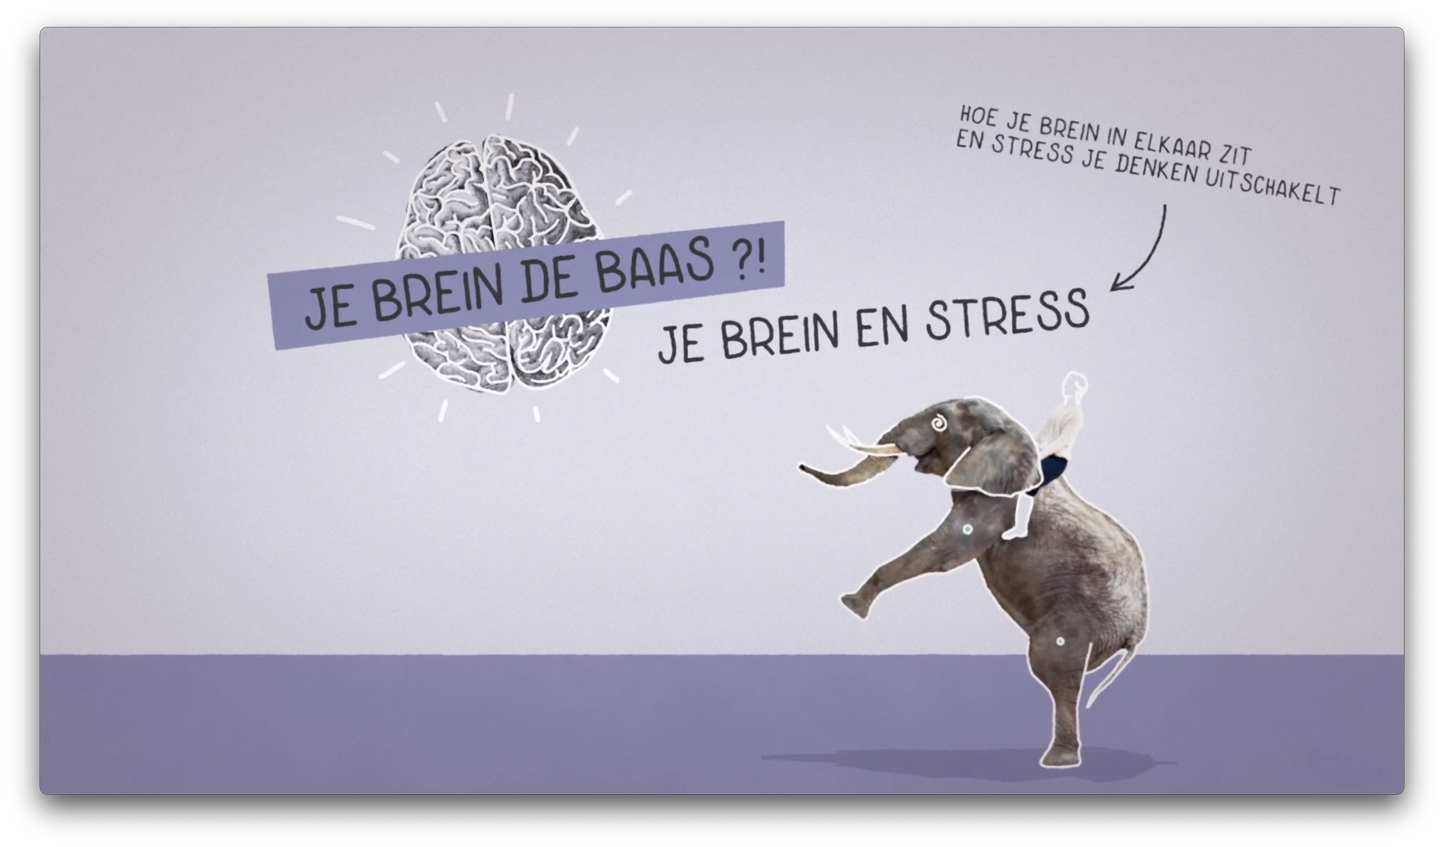 JE BREIN DE BAAS ?!
JE BREIN EN STRESS
HOE JE BREIN IN ELKAAR ZIT
EN STRESS JE DENKEN UITSCHAKELT